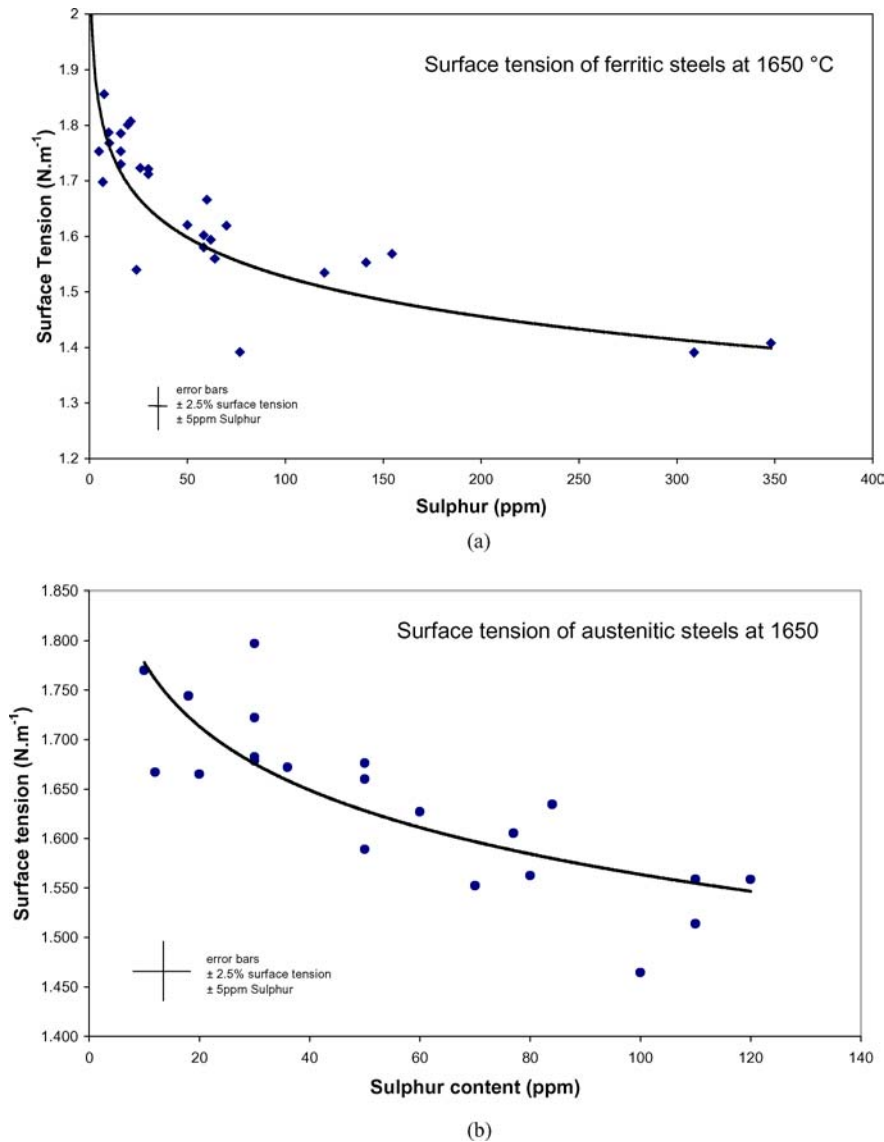 2
Surface tension of ferritic steels at 1650 °C
1.9
1.8
1.7
1.6
1.5
1.4
1.3
1.2
Surface Tension (N.m-1)
error bars
± 2.5% surface tension
± 5ppm Sulphur
0 50 100 150 200 250 300 350 400
Sulphur (ppm)
(a)
1.850
Surface tension of austenitic steels at 1650
1.800
1.750
1.700
1.650
1.600
1.550
1.500
1.450
1.400
Surface tension (N.m-1)
error bars
± 2.5% surface tension
± 5ppm Sulphur
0 20 40 60 80 100 120 140
Sulphur content (ppm)
(b)